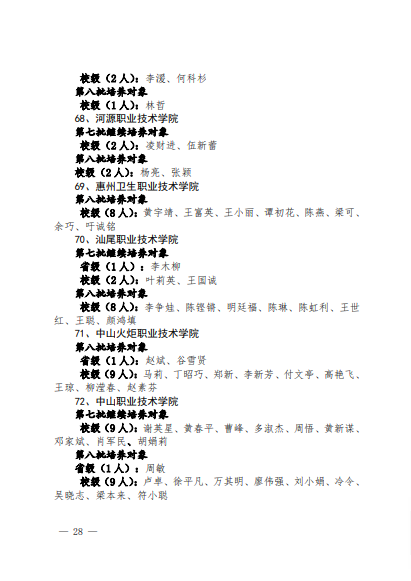 校级（2 人）：李湲、何科杉
第八批培养对象
校级（1 人）：林哲
68、河源职业技术学院
第七批继续培养对象
校级（2 人）：凌财进、伍新蕾
第八批培养对象
校级（2 人）：杨亮、张颖
69、惠州卫生职业技术学院
第八批培养对象
校级（8 人）：黄宇靖、王富英、王小丽、谭初花、陈燕、梁可、
余巧、吁诚铭
70、汕尾职业技术学院
第七批继续培养对象
省级（1 人）：李木柳
校级（2 人）：叶莉英、王国诚
第八批培养对象
校级（8 人）：李争娃、陈铿锵、明廷福、陈琳、陈虹利、王世
红、王聪、颜鸿填
71、中山火炬职业技术学院
第八批培养对象
省级（1 人）：赵斌、谷雪贤
校级（9 人）：马莉、丁昭巧、郑新、李新芳、付文亭、高艳飞、
王琼、柳滢春、赵素芬
72、中山职业技术学院
第七批继续培养对象
校级（9 人）：谢英星、黄春平、曹峰、多淑杰、周悟、黄新谋、
邓家斌、肖军民、胡娟莉
第八批培养对象
省级（1 人）：周敏
校级（9 人）：卢卓、徐平凡、万其明、廖伟强、刘小娟、冷令、
吴晓志、梁本来、符小聪
— 28 —